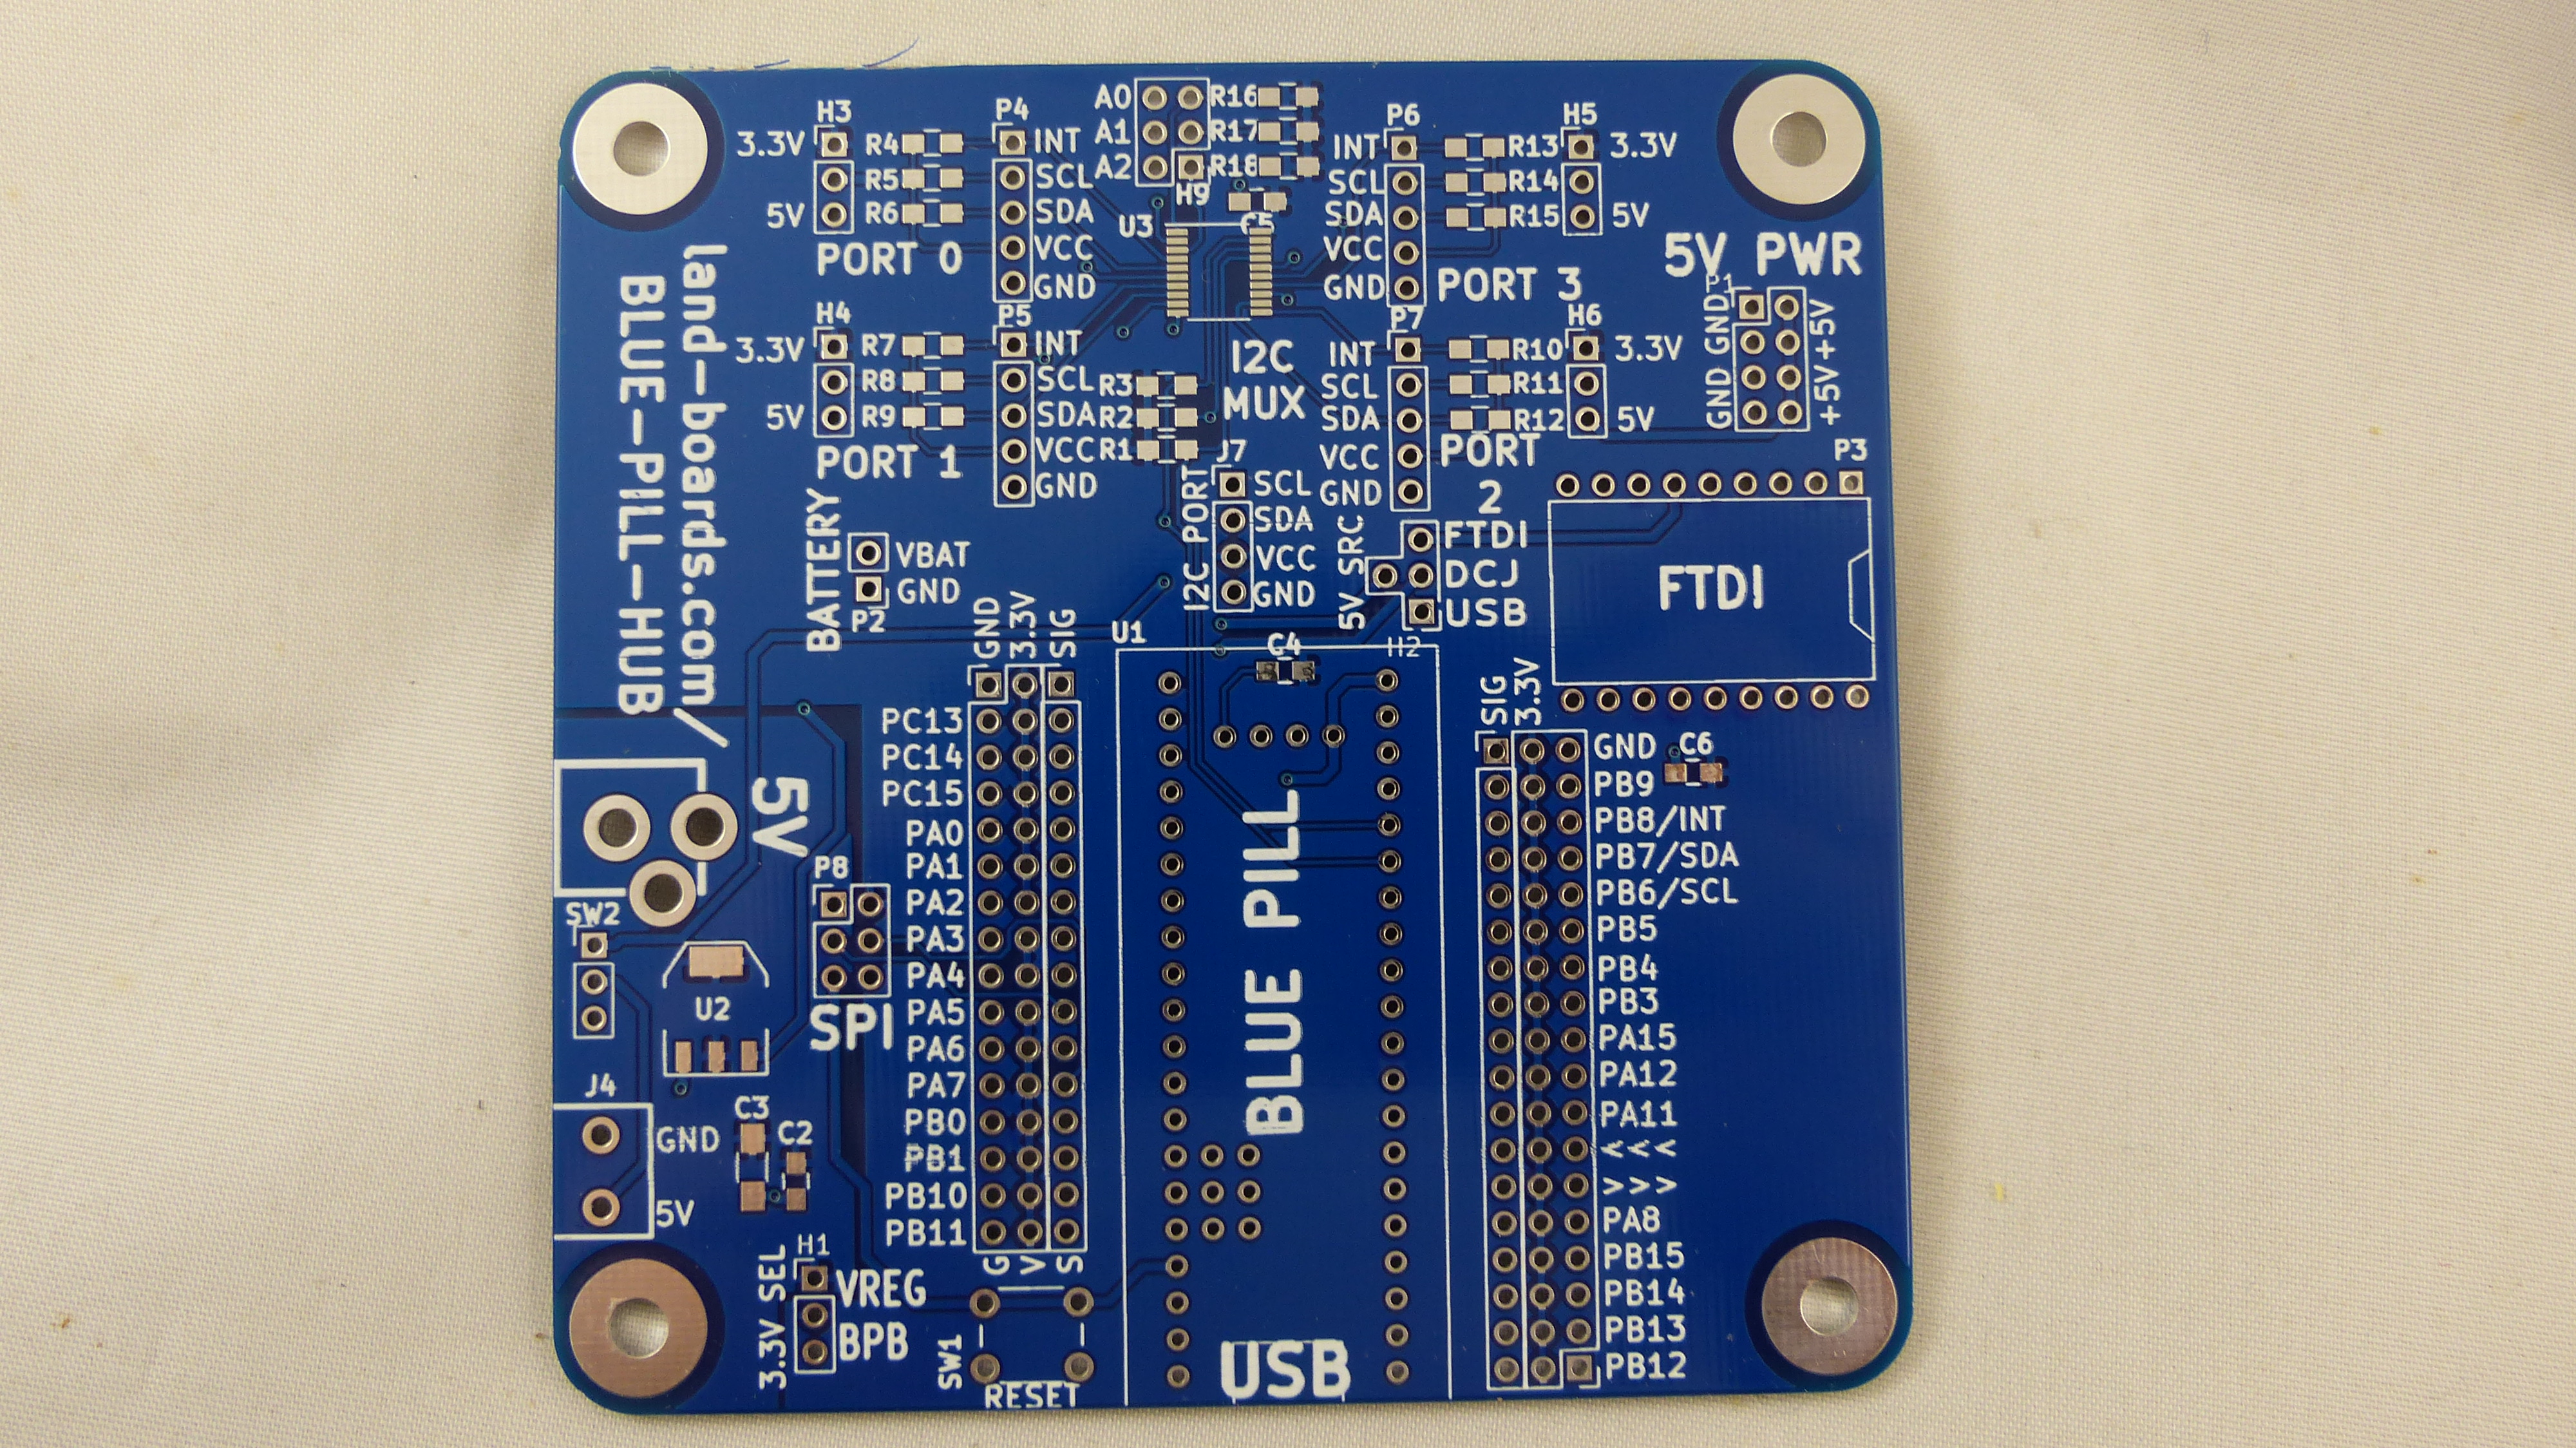 H3
3.3V
R4
R5
5V
R6
PORT 0
P4
INT
SCL
SDA
VCC
GND
A0
R16
A1
R17
A2
R18
H9
U3
C5
P6
INT
SCL
SDA
VCC
GND
R13
R14
R15
PORT 3
H5
3.3V
5V
5V PWR
P1
GND GND
+5V+5V
land-boards.com/
BLUE-PILL-HUB
H4
3.3V
R7
R8
5V
R9
PORT 1
P5
INT
SCL
SDA
VCC
GND
R3
R2
R1
I2C
MUX
P7
INT
SCL
SDA
VCC
GND
R10
R11
R12
PORT
2
H6
3.3V
5V
P3
J7
I2C PORT
SCL
SDA
VCC
GND
5V SRC
FTDI
DCJ
USB
H2
FTDI
BATTERY
VBAT
GND
P2
GND
3.3V
SIG
U1
C4
PC13
PC14
PC15
PA0
PA1
PA2
PA3
PA4
PA5
PA6
PA7
PB0
PB1
PB10
PB11
G
V
S
BLUE PILL
USB
SIG
3.3V
GND
C6
PB9
PB8/INT
PB7/SDA
PB6/SCL
PB5
PB4
PB3
PA15
PA12
PA11
<<<
>>>
PA8
PB15
PB14
PB13
PB12
5V
P8
SPI
SW2
U2
J4
GND
5V
C3
C2
H1
3.3V SEL
VREG
BPB
SW1
RESET